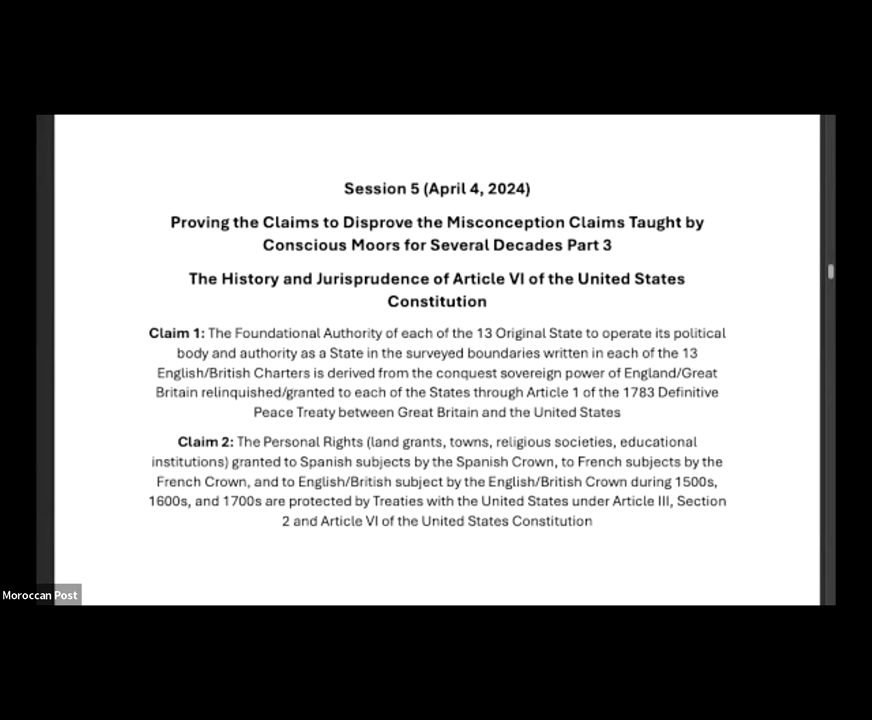 Session 5 (April 4, 2024)
Proving the Claims to Disprove the Misconception Claims Taught by
Conscious Moors for Several Decades Part 3
The History and Jurisprudence of Article VI of the United States
Constitution
Claim 1: The Foundational Authority of each of the 13 Original State to operate its political
body and authority as a State in the surveyed boundaries written in each of the 13
English/British Charters is derived from the conquest sovereign power of England/Great
Britain relinquished/granted to each of the States through Article 1 of the 1783 Definitive
Peace Treaty between Great Britain and the United States
Claim 2: The Personal Rights (land grants, towns, religious societies, educational
institutions) granted to Spanish subjects by the Spanish Crown, to French subjects by the
French Crown, and to English/British subject by the English/British Crown during 1500s,
1600s, and 1700s are protected by Treaties with the United States under Article III, Section
2 and Article VI of the United States Constitution
Moroccan Post